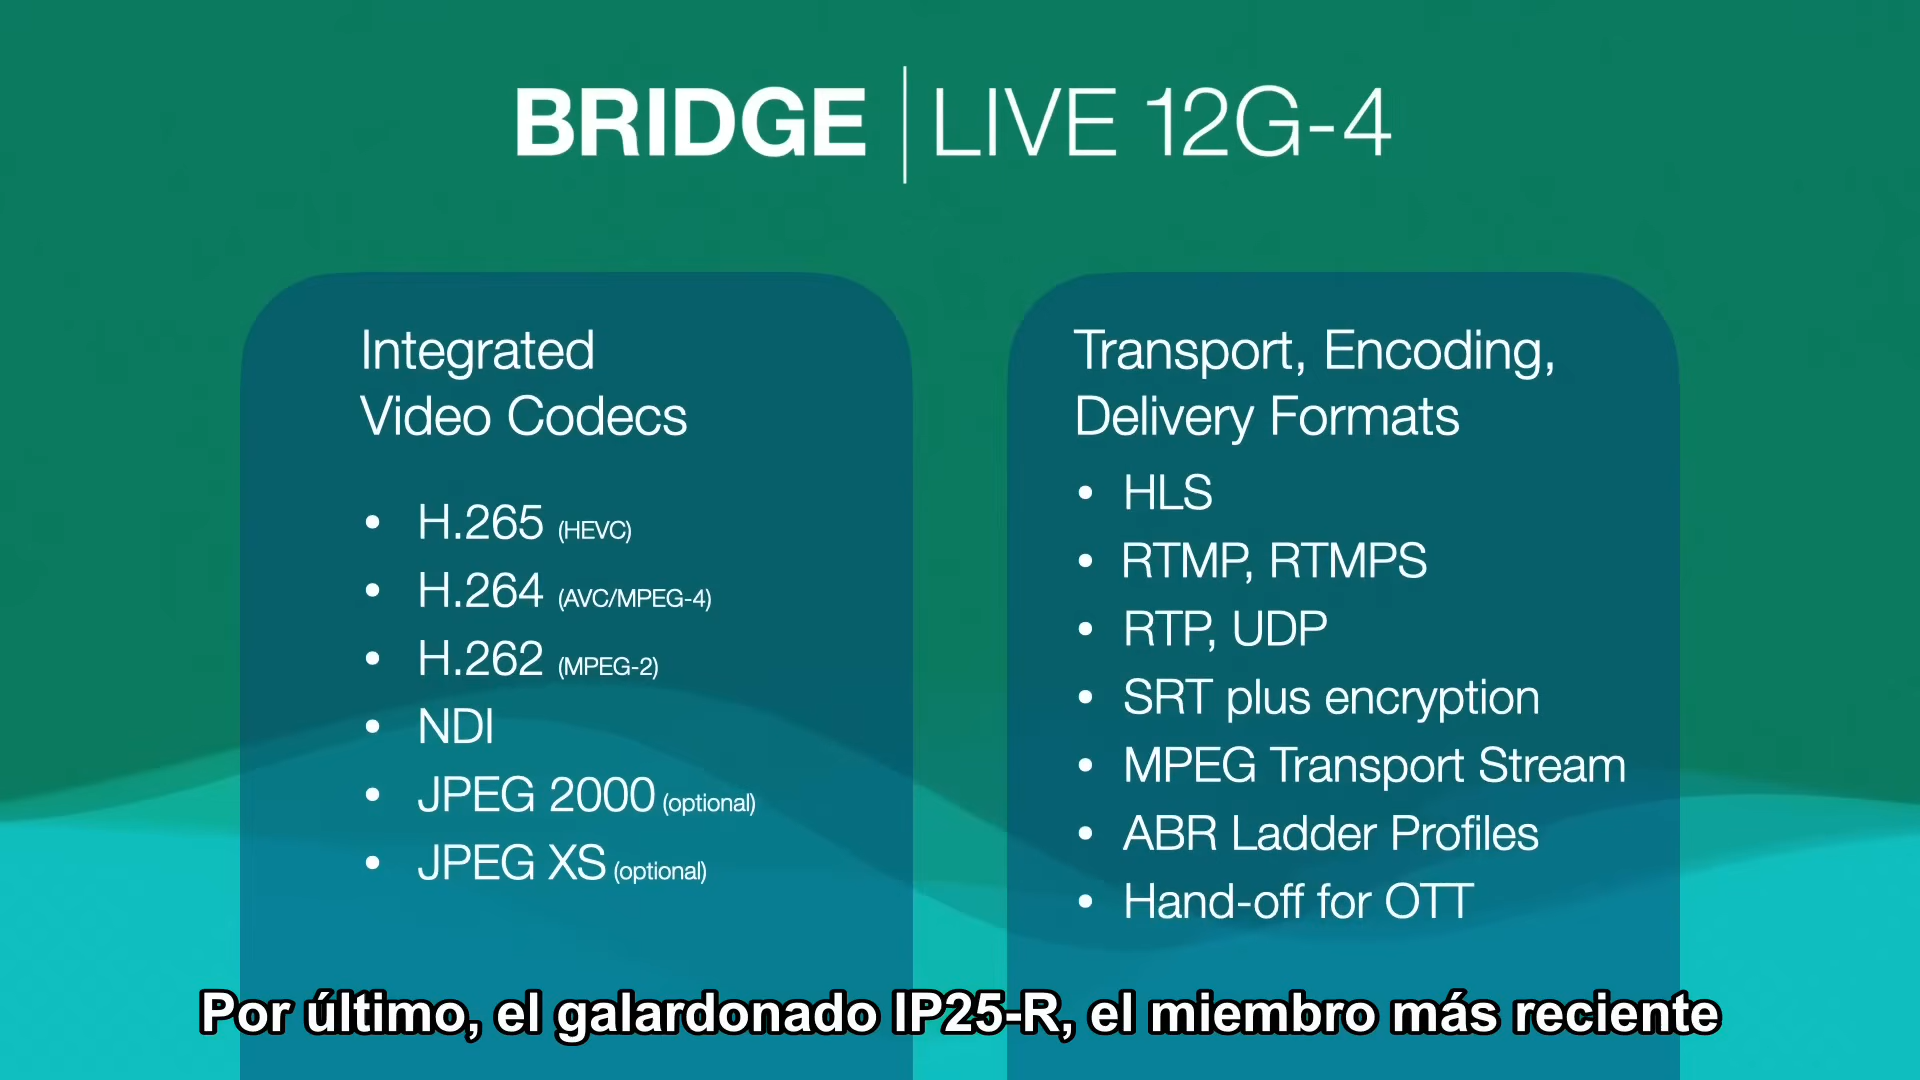 BRIDGE | LIVE 12G-4
Integrated
Video Codecs
• H.265 (HEVC)
• H.264 (AVC/MPEG-4)
• H.262 (MPEG-2)
• NDI
• JPEG 2000 (optional)
• JPEG XS (optional)
Transport, Encoding,
Delivery Formats
• HLS
• RTMP, RTMPS
• RTP, UDP
• SRT plus encryption
• MPEG Transport Stream
• ABR Ladder Profiles
• Hand-off for OTT
Por último, el galardonado IP25-R, el miembro más reciente